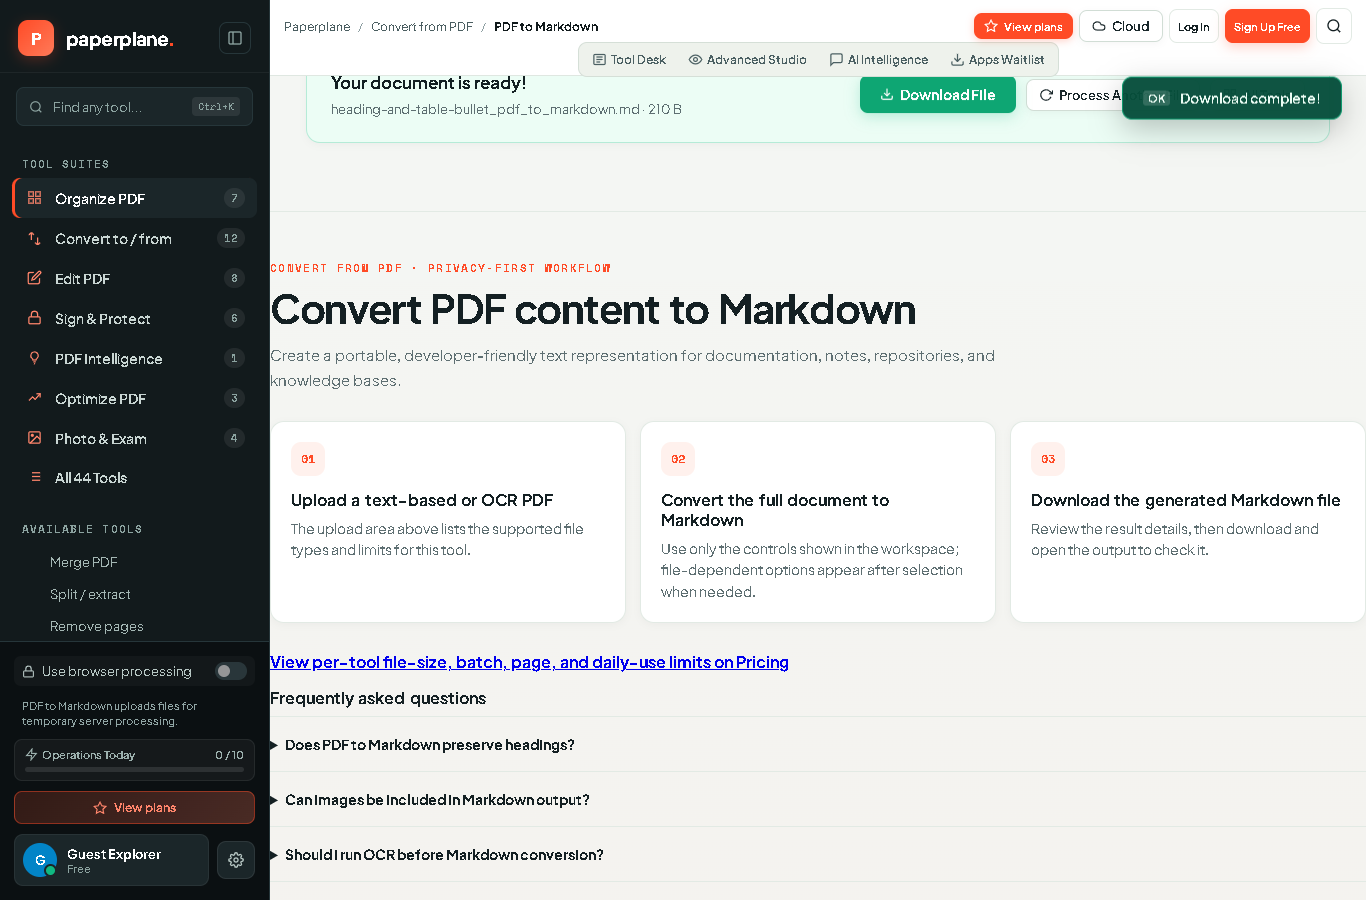 P paperplane.
Find any tool... Ctrl+K
TOOL SUITES
Organize PDF 7
Convert to / from 12
Edit PDF 8
Sign & Protect 6
PDF Intelligence 1
Optimize PDF 3
Photo & Exam 4
All 44 Tools
AVAILABLE TOOLS
Merge PDF
Split / extract
Remove pages
Use browser processing
PDF to Markdown uploads files for
temporary server processing.
Operations Today 0 / 10
View plans
G Guest Explorer
Free
Paperplane / Convert from PDF / PDF to Markdown
View plans Cloud Log In Sign Up Free
Tool Desk Advanced Studio AI Intelligence Apps Waitlist
Your document is ready!
heading-and-table-bullet_pdf_to_markdown.md · 210 B
Download File Process A
OK Download complete!
CONVERT FROM PDF · PRIVACY-FIRST WORKFLOW
Convert PDF content to Markdown
Create a portable, developer-friendly text representation for documentation, notes, repositories, and
knowledge bases.
01
Upload a text-based or OCR PDF
The upload area above lists the supported file
types and limits for this tool.
02
Convert the full document to
Markdown
Use only the controls shown in the workspace;
file-dependent options appear after selection
when needed.
03
Download the generated Markdown file
Review the result details, then download and
open the output to check it.
View per-tool file-size, batch, page, and daily-use limits on Pricing
Frequently asked questions
Does PDF to Markdown preserve headings?
Can images be included in Markdown output?
Should I run OCR before Markdown conversion?